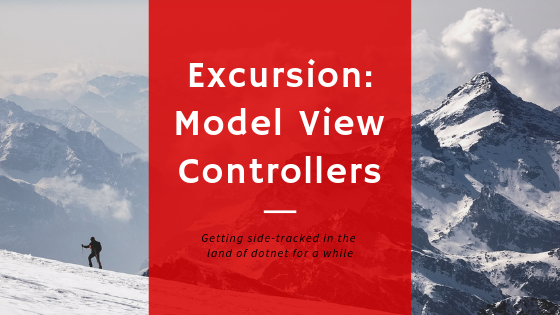 Excursion:
Model View
Controllers
Getting side-tracked in the
land of dotnet for a while